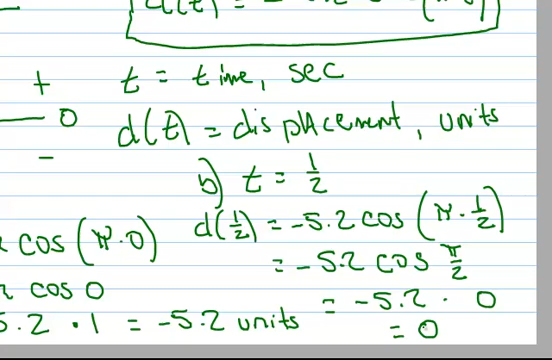 +
t = time, sec
0
d(t) = displacement, units
−
b) t = 1/2
cos (π · 0)
d(1/2) = −5.2 cos (π · 1/2)
= −5.2 cos π/2
cos 0
= −5.2 · 0
5.2 · 1 = −5.2 units
= 0